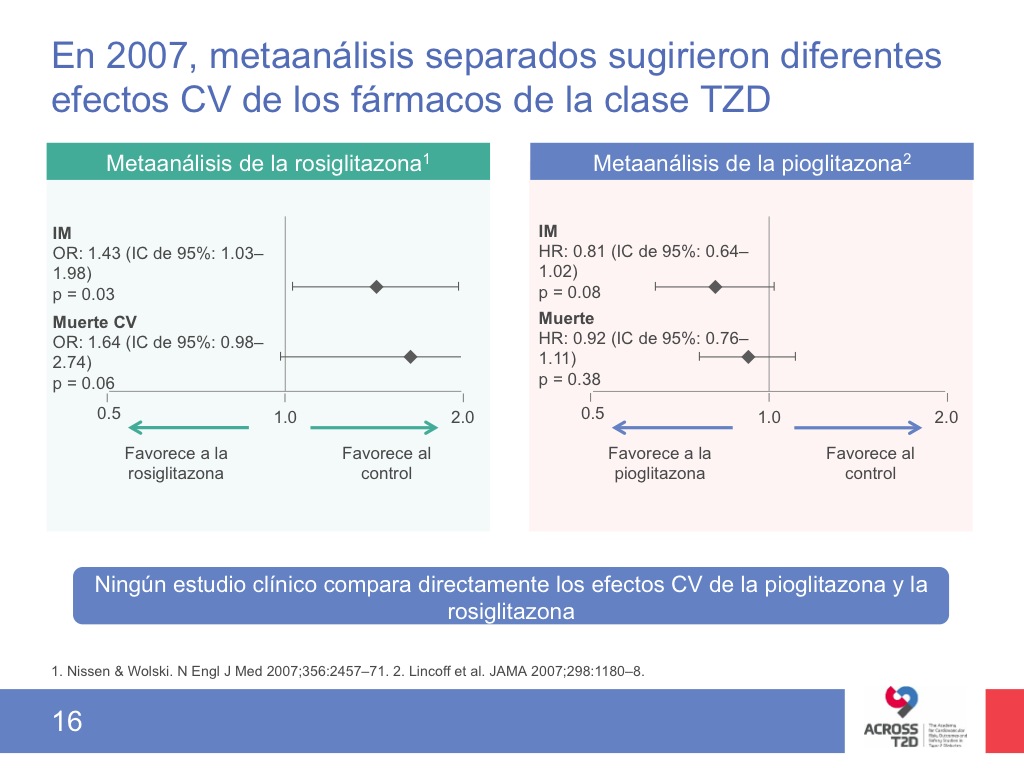 En 2007, metaanálisis separados sugirieron diferentes
efectos CV de los fármacos de la clase TZD
Metaanálisis de la rosiglitazona1
IM
OR: 1.43 (IC de 95%: 1.03–
1.98)
p = 0.03
Muerte CV
OR: 1.64 (IC de 95%: 0.98–
2.74)
p = 0.06
0.5
1.0
2.0
Favorece a la
rosiglitazona
Favorece al
control
Metaanálisis de la pioglitazona2
IM
HR: 0.81 (IC de 95%: 0.64–
1.02)
p = 0.08
Muerte
HR: 0.92 (IC de 95%: 0.76–
1.11)
p = 0.38
0.5
1.0
2.0
Favorece a la
pioglitazona
Favorece al
control
Ningún estudio clínico compara directamente los efectos CV de la pioglitazona y la
rosiglitazona
1. Nissen & Wolski. N Engl J Med 2007;356:2457–71. 2. Lincoff et al. JAMA 2007;298:1180–8.
16
ACROSS
T2D
The Academy
for Cardiovascular
Risk, Outcomes and
Safety Studies in
Type 2 Diabetes